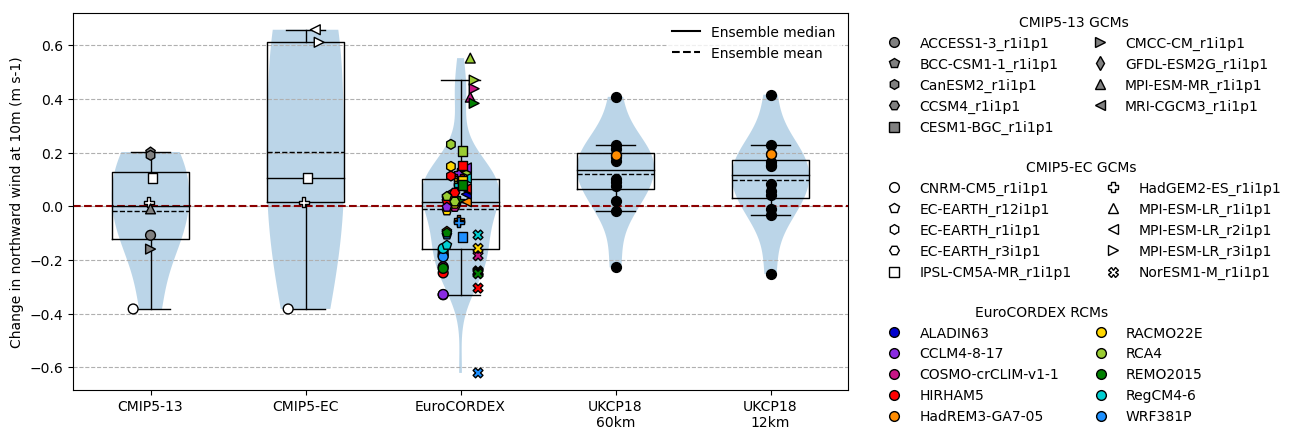 Change in northward wind at 10m (m s-1)
0.6
0.4
0.2
0.0
−0.2
−0.4
−0.6
Ensemble median
Ensemble mean
CMIP5-13
CMIP5-EC
EuroCORDEX
UKCP18
60km
UKCP18
12km
CMIP5-13 GCMs
ACCESS1-3_r1i1p1
BCC-CSM1-1_r1i1p1
CanESM2_r1i1p1
CCSM4_r1i1p1
CESM1-BGC_r1i1p1
CMCC-CM_r1i1p1
GFDL-ESM2G_r1i1p1
MPI-ESM-MR_r1i1p1
MRI-CGCM3_r1i1p1
CMIP5-EC GCMs
CNRM-CM5_r1i1p1
EC-EARTH_r12i1p1
EC-EARTH_r1i1p1
EC-EARTH_r3i1p1
IPSL-CM5A-MR_r1i1p1
HadGEM2-ES_r1i1p1
MPI-ESM-LR_r1i1p1
MPI-ESM-LR_r2i1p1
MPI-ESM-LR_r3i1p1
NorESM1-M_r1i1p1
EuroCORDEX RCMs
ALADIN63
CCLM4-8-17
COSMO-crCLIM-v1-1
HIRHAM5
HadREM3-GA7-05
RACMO22E
RCA4
REMO2015
RegCM4-6
WRF381P